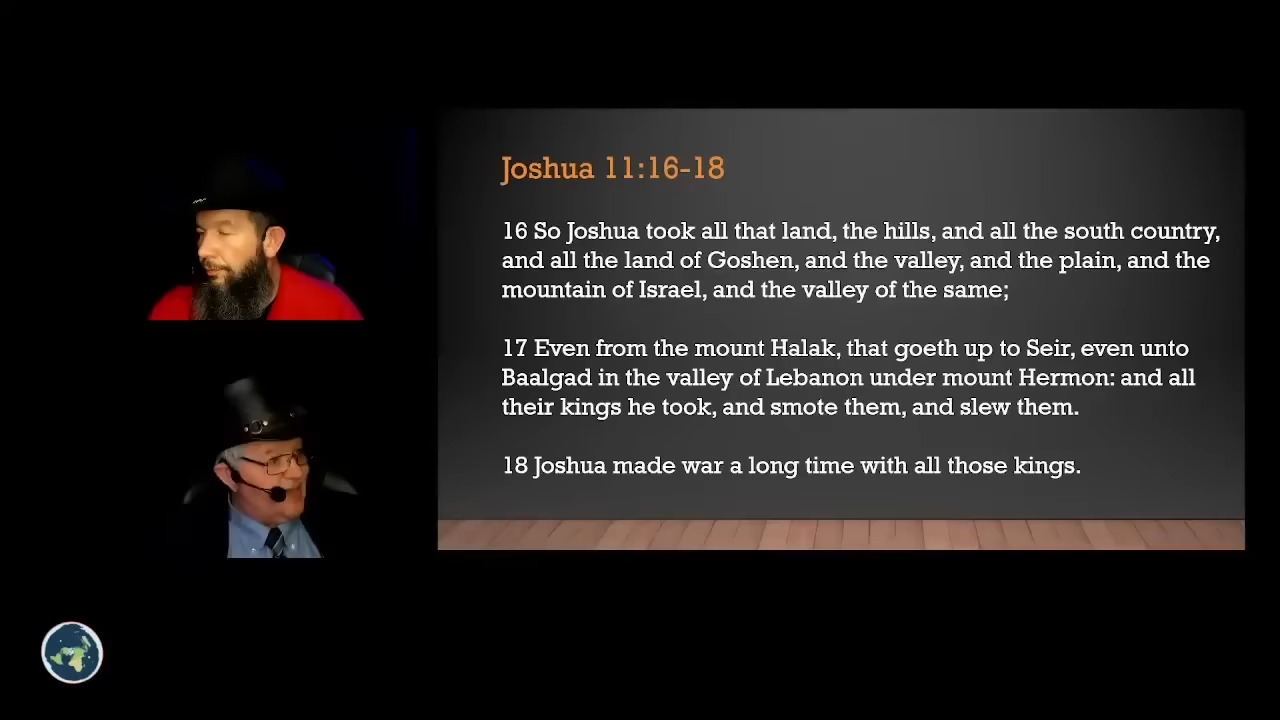 Joshua 11:16-18
16 So Joshua took all that land, the hills, and all the south country,
and all the land of Goshen, and the valley, and the plain, and the
mountain of Israel, and the valley of the same;
17 Even from the mount Halak, that goeth up to Seir, even unto
Baalgad in the valley of Lebanon under mount Hermon: and all
their kings he took, and smote them, and slew them.
18 Joshua made war a long time with all those kings.